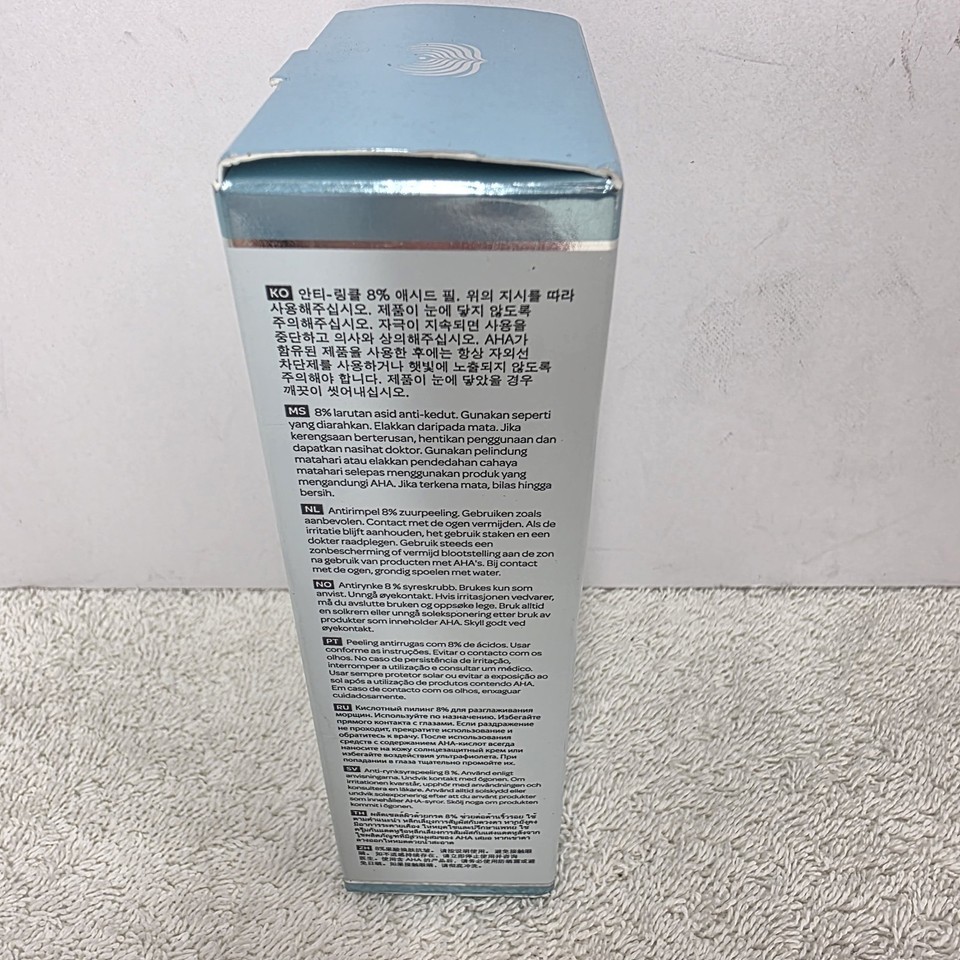 KO 안티-링클 8% 애시드 필. 위의 지시를 따라
사용해주십시오. 제품이 눈에 닿지 않도록
주의해주십시오. 자극이 지속되면 사용을
중단하고 의사와 상의해주십시오. AHA가
함유된 제품을 사용한 후에는 항상 자외선
차단제를 사용하거나 햇빛에 노출되지 않도록
주의해야 합니다. 제품이 눈에 닿았을 경우
깨끗이 씻어내십시오.
MS 8% larutan asid anti-kedut. Gunakan seperti
yang diarahkan. Elakkan daripada mata. Jika
kerengsaan berterusan, hentikan penggunaan dan
dapatkan nasihat doktor. Gunakan pelindung
matahari atau elakkan pendedahan cahaya
matahari selepas menggunakan produk yang
mengandungi AHA. Jika terkena mata, bilas hingga
bersih.
NL Antirimpel 8% zuurpeeling. Gebruiken zoals
aanbevolen. Contact met de ogen vermijden. Als de
irritatie blijft aanhouden, het gebruik staken en een
dokter raadplegen. Gebruik steeds een
zonbescherming of vermijd blootstelling aan de zon
na gebruik van producten met AHA's. Bij contact
met de ogen, grondig spoelen met water.
NO Antirynke 8 % syreskrubb. Brukes kun som
anvist. Unngå øyekontakt. Hvis irritasjonen vedvarer,
må du avslutte bruken og oppsøke lege. Bruk alltid
en solkrem eller unngå soleksponering etter bruk av
produkter som inneholder AHA. Skyll godt ved
øyekontakt.
PT Peeling antirrugas com 8% de ácidos. Usar
conforme as instruções. Evitar o contacto com os
olhos. No caso de persistência de irritação,
interromper a utilização e consultar um médico.
Usar sempre protetor solar ou evitar a exposição ao
sol após a utilização de produtos contendo AHA.
Em caso de contacto com os olhos, enxaguar
cuidadosamente.
RU Кислотный пилинг 8% для разглаживания
морщин. Используйте по назначению. Избегайте
прямого контакта с глазами. Если раздражение
не проходит, прекратите использование и
обратитесь к врачу. После использования
средств с содержанием АНА-кислот всегда
наносите на кожу солнцезащитный крем или
избегайте воздействия ультрафиолета. При
попадании в глаза тщательно промойте их.
SV Anti-rynksyrapeeling 8 %. Använd enligt
anvisningarna. Undvik kontakt med ögonen. Om
irritationen kvarstår, upphör med användningen och
konsultera en läkare. Använd alltid solskydd eller
undvik solexponering efter att du använt produkter
som innehåller AHA-syror. Skölj noga om produkten
kommit i ögonen.
TH
ZH 8%
AHA